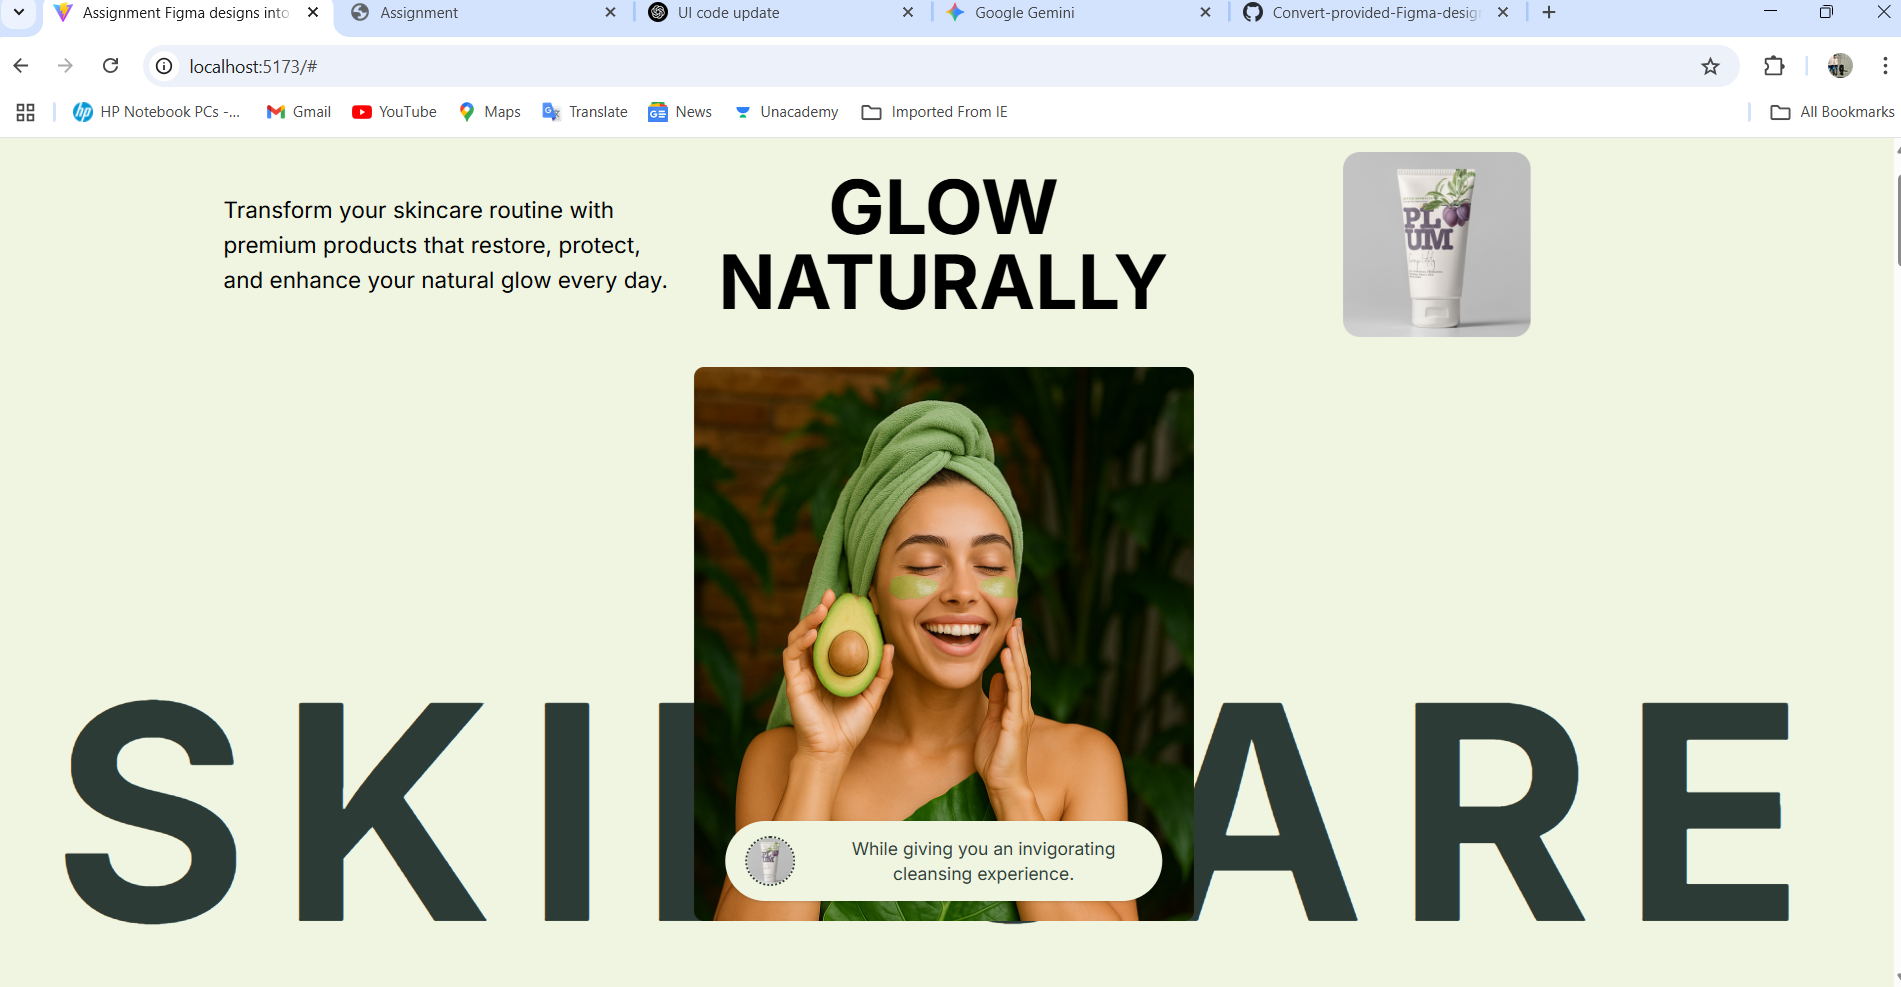 Assignment Figma designs into
Assignment
UI code update
Google Gemini
Convert-provided-Figma-desig
localhost:5173/#
HP Notebook PCs -...
Gmail
YouTube
Maps
Translate
News
Unacademy
Imported From IE
All Bookmarks
Transform your skincare routine with
premium products that restore, protect,
and enhance your natural glow every day.
GLOW
NATURALLY
PL
UM
SKI ARE
PL
UM
While giving you an invigorating
cleansing experience.